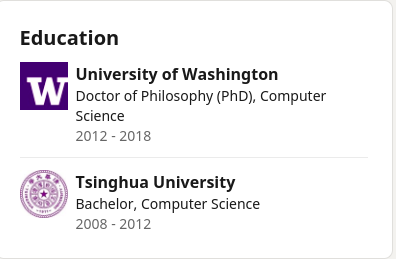 Education
W
University of Washington
Doctor of Philosophy (PhD), Computer
Science
2012 - 2018
Tsinghua University
Bachelor, Computer Science
2008 - 2012